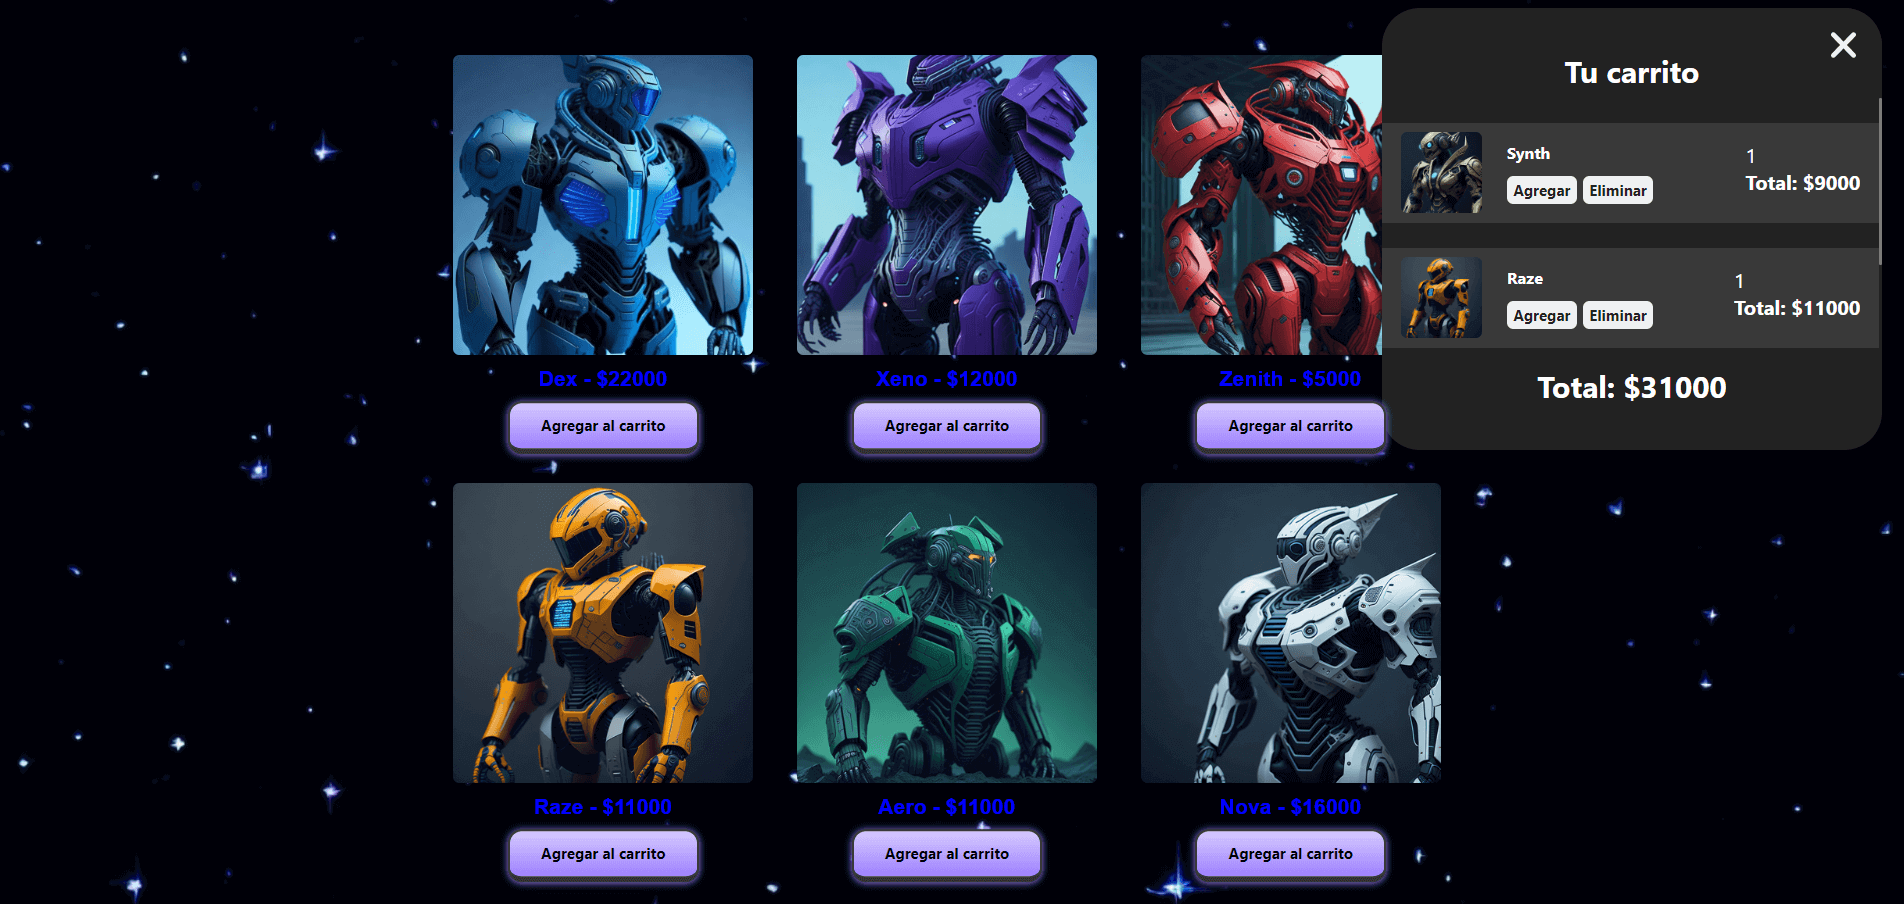 Dex - $22000
Agregar al carrito
Xeno - $12000
Agregar al carrito
Zenith - $5000
Agregar al carrito
Raze - $11000
Agregar al carrito
Aero - $11000
Agregar al carrito
Nova - $16000
Agregar al carrito
Tu carrito
Synth
Agregar Eliminar
1
Total: $9000
Raze
Agregar Eliminar
1
Total: $11000
Total: $31000